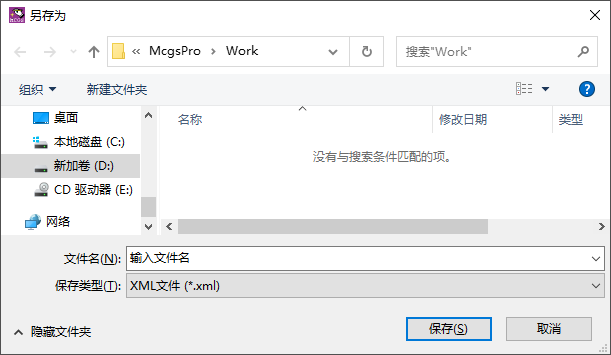 另存为
« McgsPro › Work
搜索"Work"
组织 新建文件夹
名称 修改日期 类型
没有与搜索条件匹配的项。
桌面
本地磁盘 (C:)
新加卷 (D:)
CD 驱动器 (E:)
网络
文件名(N): 输入文件名
保存类型(T): XML文件 (*.xml)
隐藏文件夹 保存(S) 取消